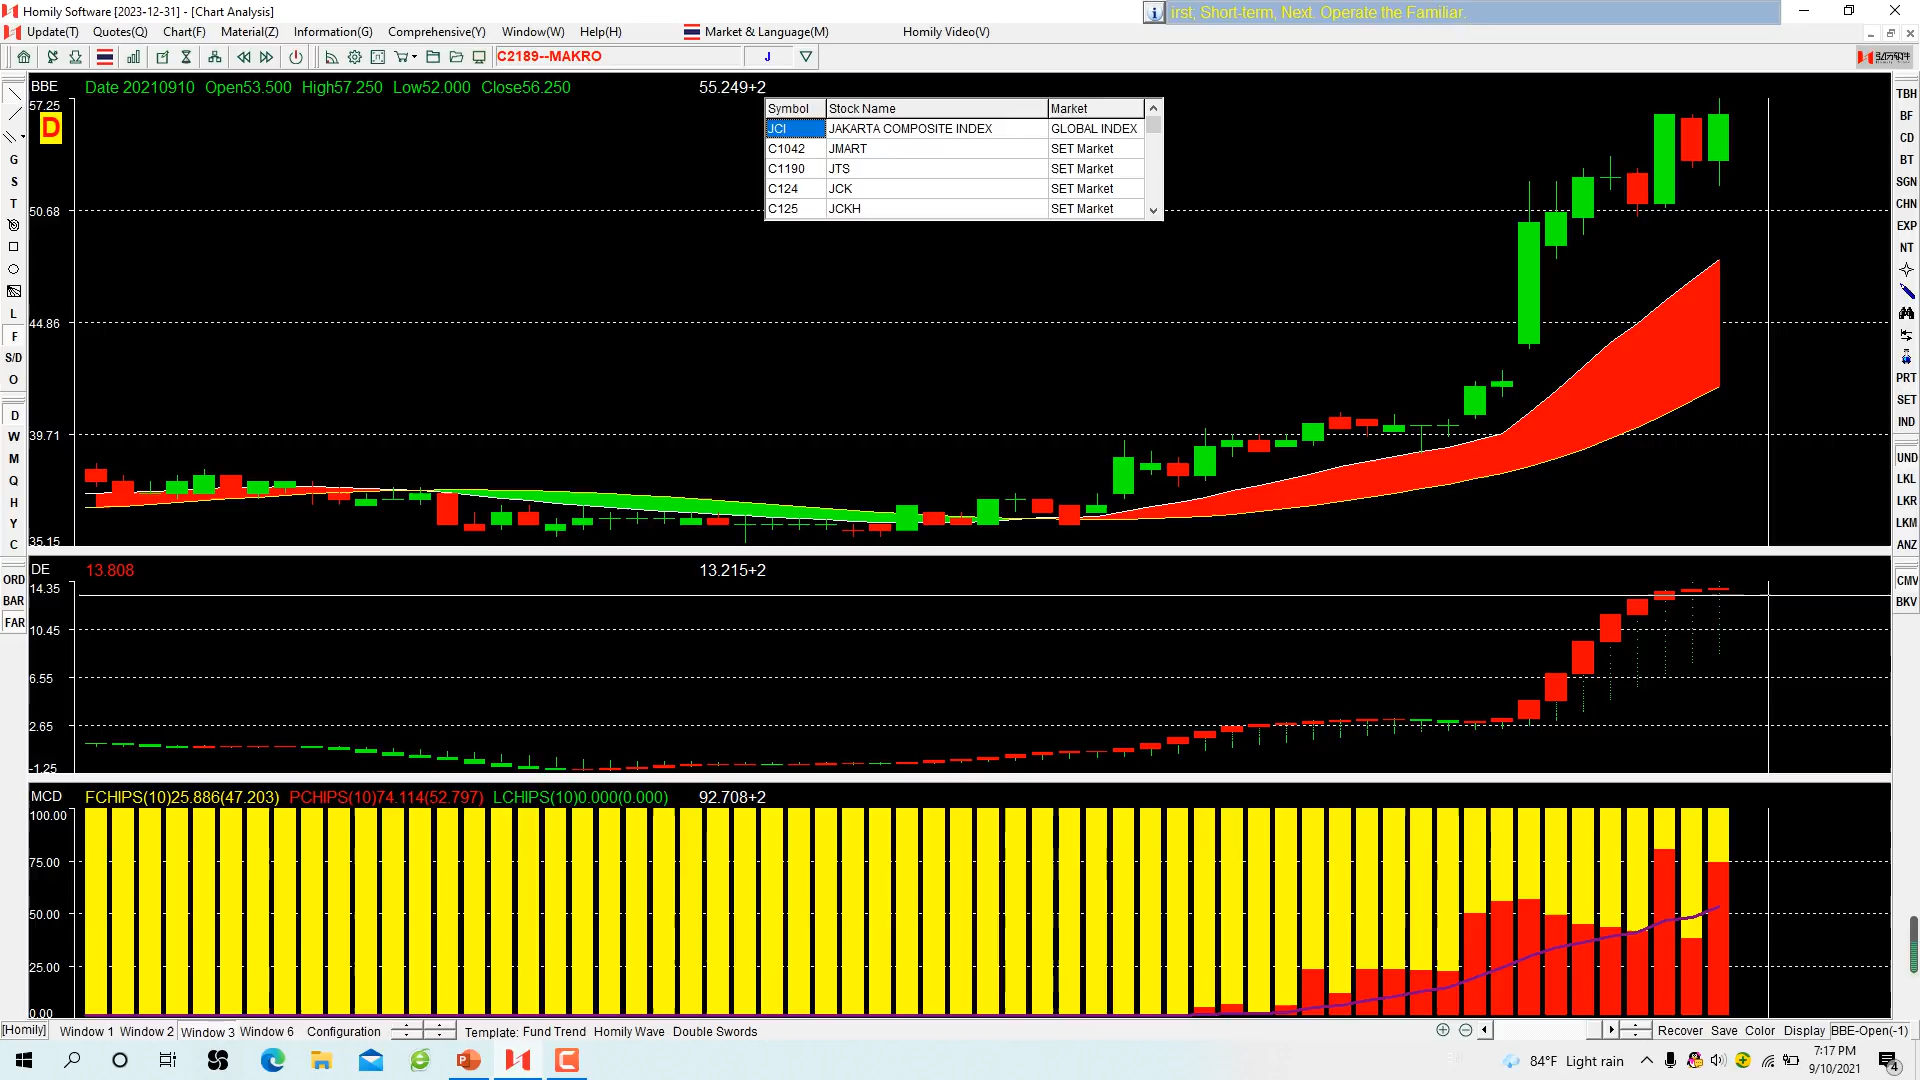 Homily Software [2023-12-31] - [Chart Analysis]
irst; Short-term, Next. Operate the Familiar.
Update(T) Quotes(Q) Chart(F) Material(Z) Information(G) Comprehensive(Y) Window(W) Help(H) Market & Language(M) Homily Video(V)
C2189--MAKRO J
BBE Date 20210910 Open53.500 High57.250 Low52.000 Close56.250 55.249+2
57.25
D
50.68
44.86
39.71
35.15
Symbol Stock Name Market
JCI JAKARTA COMPOSITE INDEX GLOBAL INDEX
C1042 JMART SET Market
C1190 JTS SET Market
C124 JCK SET Market
C125 JCKH SET Market
DE 13.808 13.215+2
14.35
10.45
6.55
2.65
-1.25
MCD FCHIPS(10)25.886(47.203) PCHIPS(10)74.114(52.797) LCHIPS(10)0.000(0.000) 92.708+2
100.00
75.00
50.00
25.00
0.00
G
S
T
L
F
S/D
O
D
W
M
Q
H
Y
C
ORD
BAR
FAR
TBH
BF
CD
BT
SGN
CHN
EXP
NT
PRT
SET
IND
UND
LKL
LKR
LKM
ANZ
CMV
BKV
[Homily] Window 1 Window 2 Window 3 Window 6 Configuration Template: Fund Trend Homily Wave Double Swords Recover Save Color Display BBE-Open(-1)
84°F Light rain
7:17 PM
9/10/2021
4